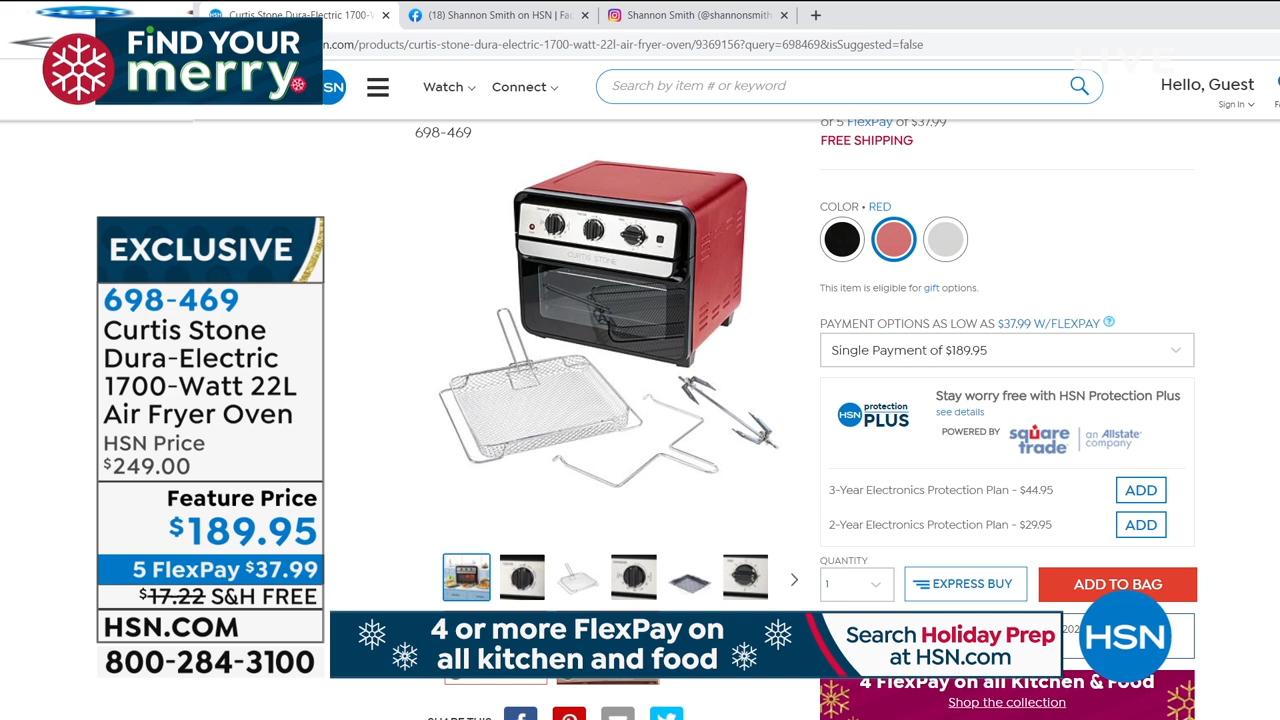 Curtis Stone Dura-Electric 1700-W
(18) Shannon Smith on HSN | Fac
Shannon Smith (@shannonsmith
n.com/products/curtis-stone-dura-electric-1700-watt-22l-air-fryer-oven/9369156?query=698469&isSuggested=false
FiND YOUR
merry
LIVE
HSN
Watch
Connect
Search by item # or keyword
Hello, Guest
Sign In
698-469
or 5 FlexPay of $37.99
FREE SHIPPING
COLOR • RED
This item is eligible for gift options.
PAYMENT OPTIONS AS LOW AS $37.99 W/FLEXPAY
Single Payment of $189.95
HSN protection PLUS
Stay worry free with HSN Protection Plus
see details
POWERED BY square trade | an Allstate company
3-Year Electronics Protection Plan - $44.95
ADD
2-Year Electronics Protection Plan - $29.95
ADD
QUANTITY
1
EXPRESS BUY
ADD TO BAG
CURTIS STONE
EXCLUSIVE
698-469
Curtis Stone
Dura-Electric
1700-Watt 22L
Air Fryer Oven
HSN Price
$249.00
Feature Price
$189.95
5 FlexPay $37.99
$17.22 S&H FREE
HSN.COM
800-284-3100
4 or more FlexPay on
all kitchen and food
Search Holiday Prep
at HSN.com
HSN
4 FlexPay on all Kitchen & Food
Shop the collection
SHARE THIS